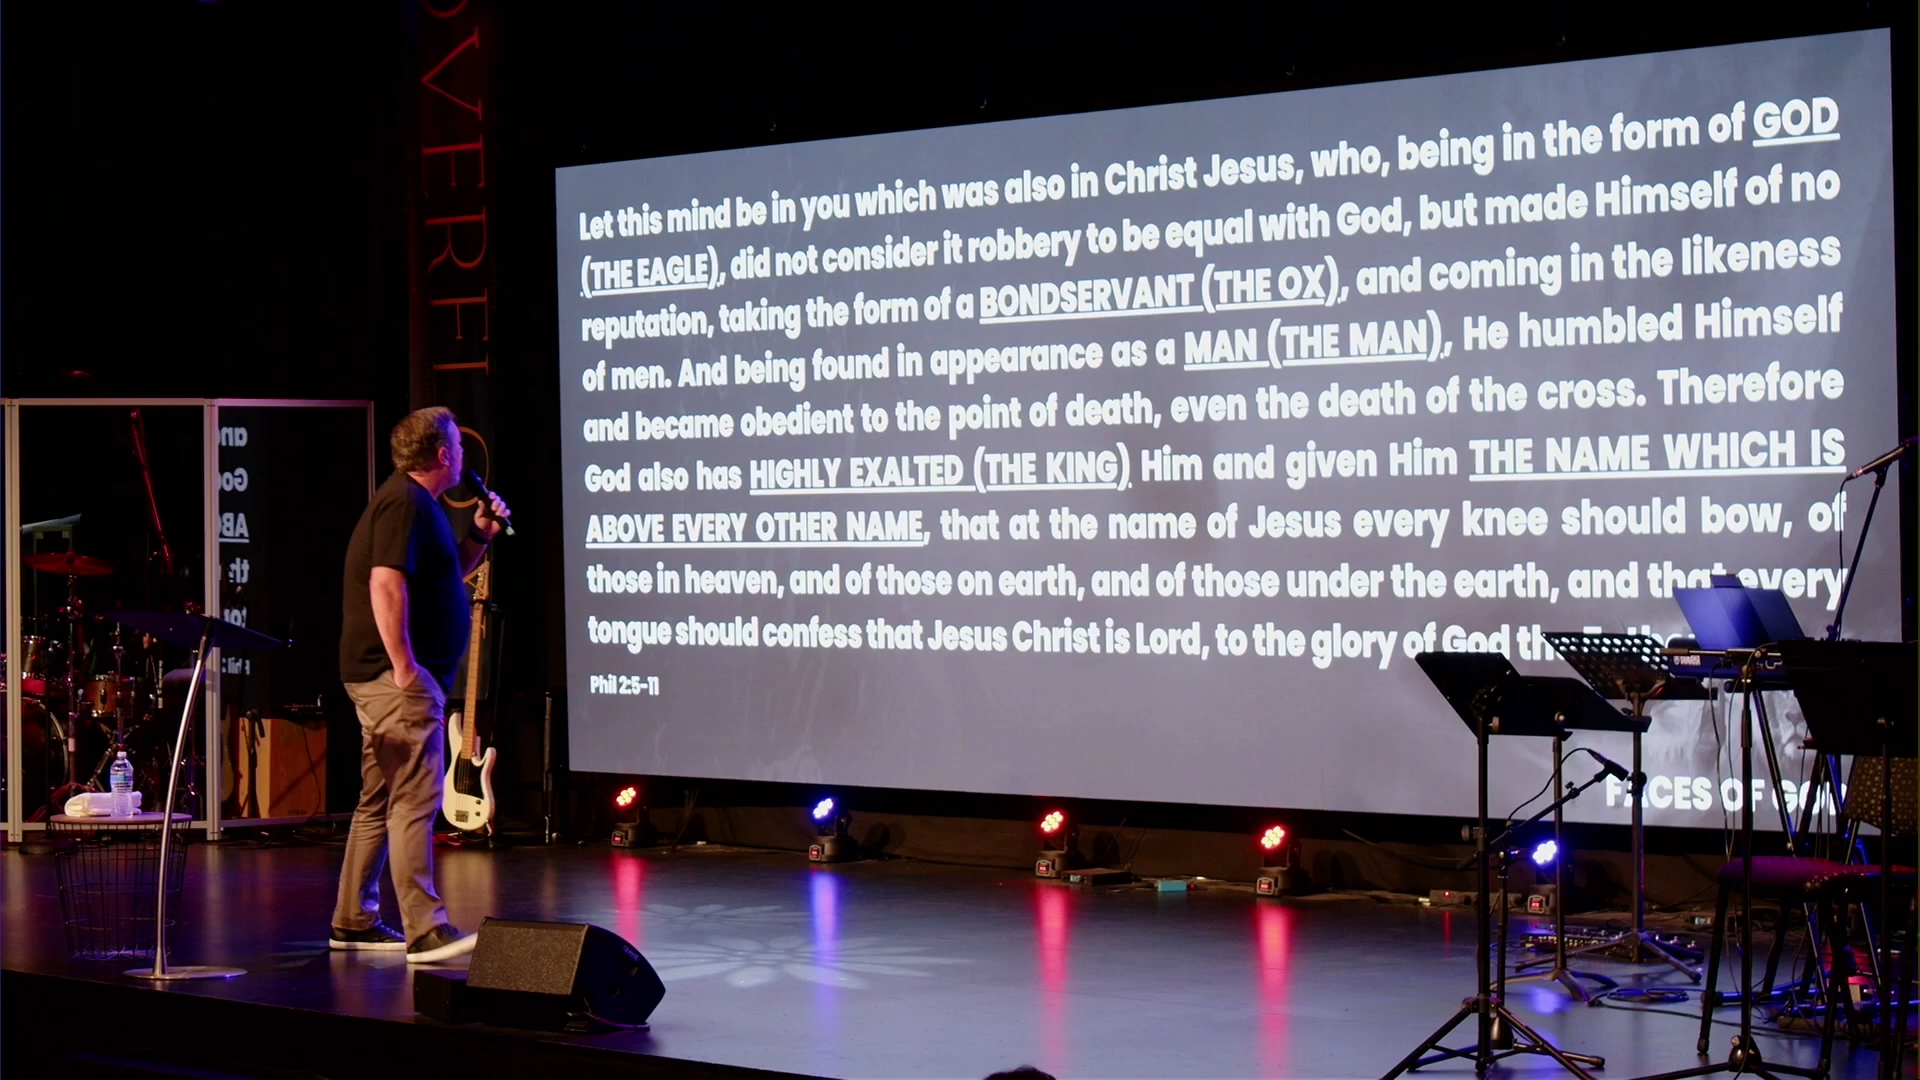 Let this mind be in you which was also in Christ Jesus, who, being in the form of GOD
(THE EAGLE), did not consider it robbery to be equal with God, but made Himself of no
reputation, taking the form of a BONDSERVANT (THE OX), and coming in the likeness
of men. And being found in appearance as a MAN (THE MAN), He humbled Himself
and became obedient to the point of death, even the death of the cross. Therefore
God also has HIGHLY EXALTED (THE KING) Him and given Him THE NAME WHICH IS
ABOVE EVERY OTHER NAME, that at the name of Jesus every knee should bow, of
those in heaven, and of those on earth, and of those under the earth, and that every
tongue should confess that Jesus Christ is Lord, to the glory of God
Phil 2:5-11
FACES OF GOD
YAMAHA